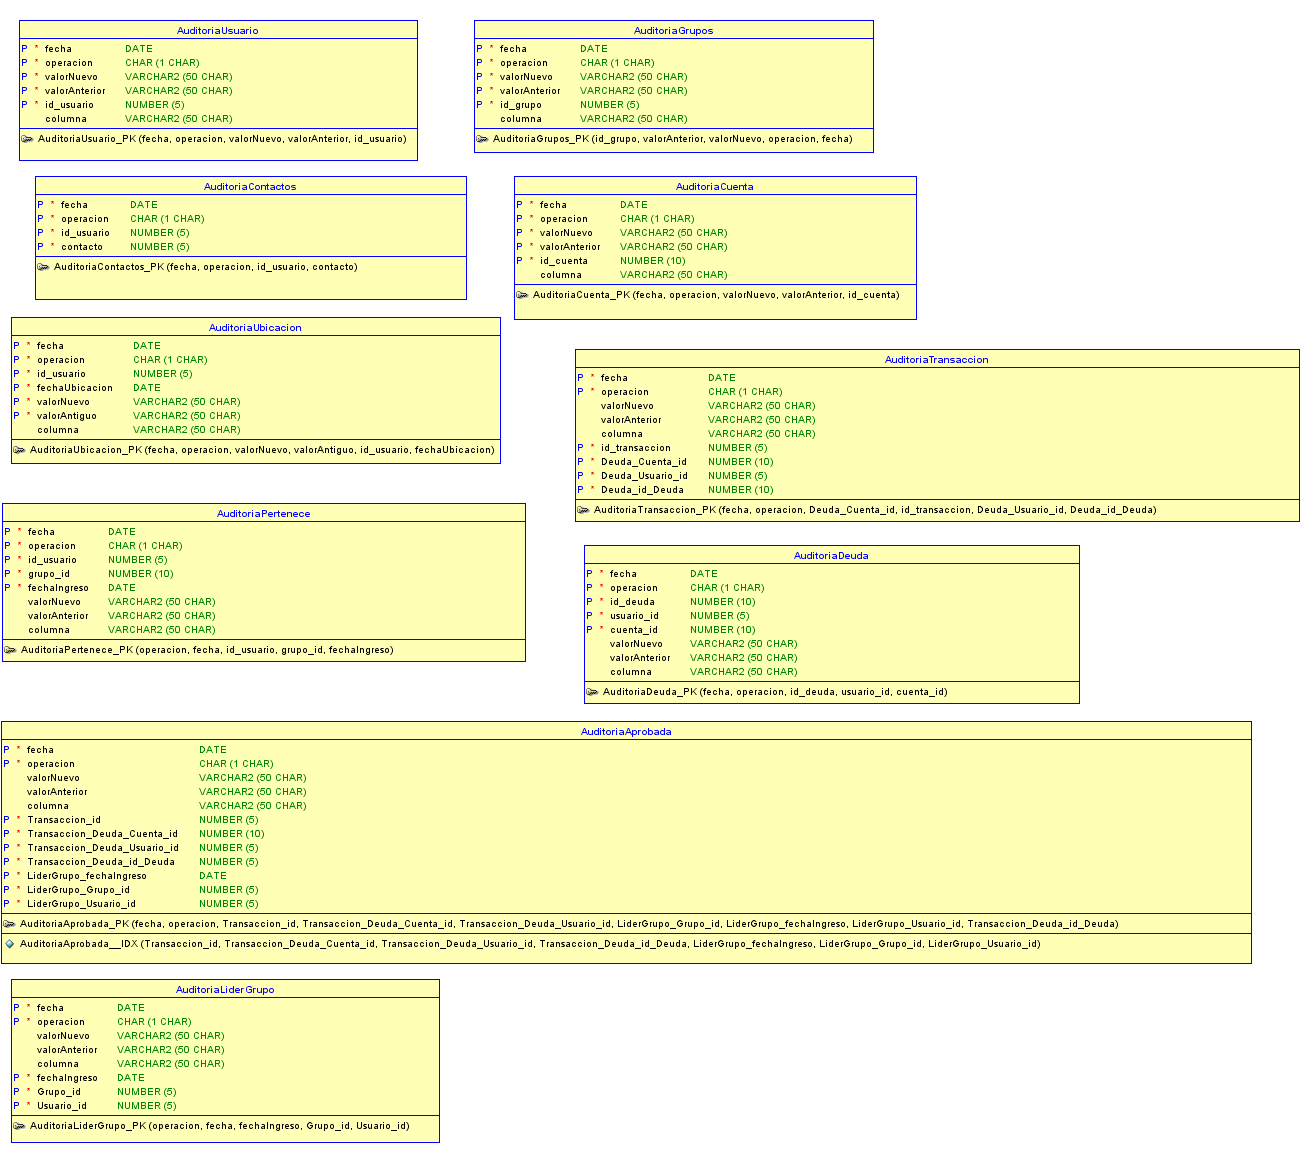 AuditoriaUsuario
P * fecha DATE
P * operacion CHAR (1 CHAR)
P * valorNuevo VARCHAR2 (50 CHAR)
P * valorAnterior VARCHAR2 (50 CHAR)
P * id_usuario NUMBER (5)
columna VARCHAR2 (50 CHAR)
AuditoriaUsuario_PK (fecha, operacion, valorNuevo, valorAnterior, id_usuario)
AuditoriaGrupos
P * fecha DATE
P * operacion CHAR (1 CHAR)
P * valorNuevo VARCHAR2 (50 CHAR)
P * valorAnterior VARCHAR2 (50 CHAR)
P * id_grupo NUMBER (5)
columna VARCHAR2 (50 CHAR)
AuditoriaGrupos_PK (id_grupo, valorAnterior, valorNuevo, operacion, fecha)
AuditoriaContactos
P * fecha DATE
P * operacion CHAR (1 CHAR)
P * id_usuario NUMBER (5)
P * contacto NUMBER (5)
AuditoriaContactos_PK (fecha, operacion, id_usuario, contacto)
AuditoriaCuenta
P * fecha DATE
P * operacion CHAR (1 CHAR)
P * valorNuevo VARCHAR2 (50 CHAR)
P * valorAnterior VARCHAR2 (50 CHAR)
P * id_cuenta NUMBER (10)
columna VARCHAR2 (50 CHAR)
AuditoriaCuenta_PK (fecha, operacion, valorNuevo, valorAnterior, id_cuenta)
AuditoriaUbicacion
P * fecha DATE
P * operacion CHAR (1 CHAR)
P * id_usuario NUMBER (5)
P * fechaUbicacion DATE
P * valorNuevo VARCHAR2 (50 CHAR)
P * valorAntiguo VARCHAR2 (50 CHAR)
columna VARCHAR2 (50 CHAR)
AuditoriaUbicacion_PK (fecha, operacion, valorNuevo, valorAntiguo, id_usuario, fechaUbicacion)
AuditoriaTransaccion
P * fecha DATE
P * operacion CHAR (1 CHAR)
valorNuevo VARCHAR2 (50 CHAR)
valorAnterior VARCHAR2 (50 CHAR)
columna VARCHAR2 (50 CHAR)
P * id_transaccion NUMBER (5)
P * Deuda_Cuenta_id NUMBER (10)
P * Deuda_Usuario_id NUMBER (5)
P * Deuda_id_Deuda NUMBER (10)
AuditoriaTransaccion_PK (fecha, operacion, Deuda_Cuenta_id, id_transaccion, Deuda_Usuario_id, Deuda_id_Deuda)
AuditoriaPertenece
P * fecha DATE
P * operacion CHAR (1 CHAR)
P * id_usuario NUMBER (5)
P * grupo_id NUMBER (10)
P * fechaIngreso DATE
valorNuevo VARCHAR2 (50 CHAR)
valorAnterior VARCHAR2 (50 CHAR)
columna VARCHAR2 (50 CHAR)
AuditoriaPertenece_PK (operacion, fecha, id_usuario, grupo_id, fechaIngreso)
AuditoriaDeuda
P * fecha DATE
P * operacion CHAR (1 CHAR)
P * id_deuda NUMBER (10)
P * usuario_id NUMBER (5)
P * cuenta_id NUMBER (10)
valorNuevo VARCHAR2 (50 CHAR)
valorAnterior VARCHAR2 (50 CHAR)
columna VARCHAR2 (50 CHAR)
AuditoriaDeuda_PK (fecha, operacion, id_deuda, usuario_id, cuenta_id)
AuditoriaAprobada
P * fecha DATE
P * operacion CHAR (1 CHAR)
valorNuevo VARCHAR2 (50 CHAR)
valorAnterior VARCHAR2 (50 CHAR)
columna VARCHAR2 (50 CHAR)
P * Transaccion_id NUMBER (5)
P * Transaccion_Deuda_Cuenta_id NUMBER (10)
P * Transaccion_Deuda_Usuario_id NUMBER (5)
P * Transaccion_Deuda_id_Deuda NUMBER (5)
P * LiderGrupo_fechaIngreso DATE
P * LiderGrupo_Grupo_id NUMBER (5)
P * LiderGrupo_Usuario_id NUMBER (5)
AuditoriaAprobada_PK (fecha, operacion, Transaccion_id, Transaccion_Deuda_Cuenta_id, Transaccion_Deuda_Usuario_id, LiderGrupo_Grupo_id, LiderGrupo_fechaIngreso, LiderGrupo_Usuario_id, Transaccion_Deuda_id_Deuda)
AuditoriaAprobada__IDX (Transaccion_id, Transaccion_Deuda_Cuenta_id, Transaccion_Deuda_Usuario_id, Transaccion_Deuda_id_Deuda, LiderGrupo_fechaIngreso, LiderGrupo_Grupo_id, LiderGrupo_Usuario_id)
AuditoriaLiderGrupo
P * fecha DATE
P * operacion CHAR (1 CHAR)
valorNuevo VARCHAR2 (50 CHAR)
valorAnterior VARCHAR2 (50 CHAR)
columna VARCHAR2 (50 CHAR)
P * fechaIngreso DATE
P * Grupo_id NUMBER (5)
P * Usuario_id NUMBER (5)
AuditoriaLiderGrupo_PK (operacion, fecha, fechaIngreso, Grupo_id, Usuario_id)